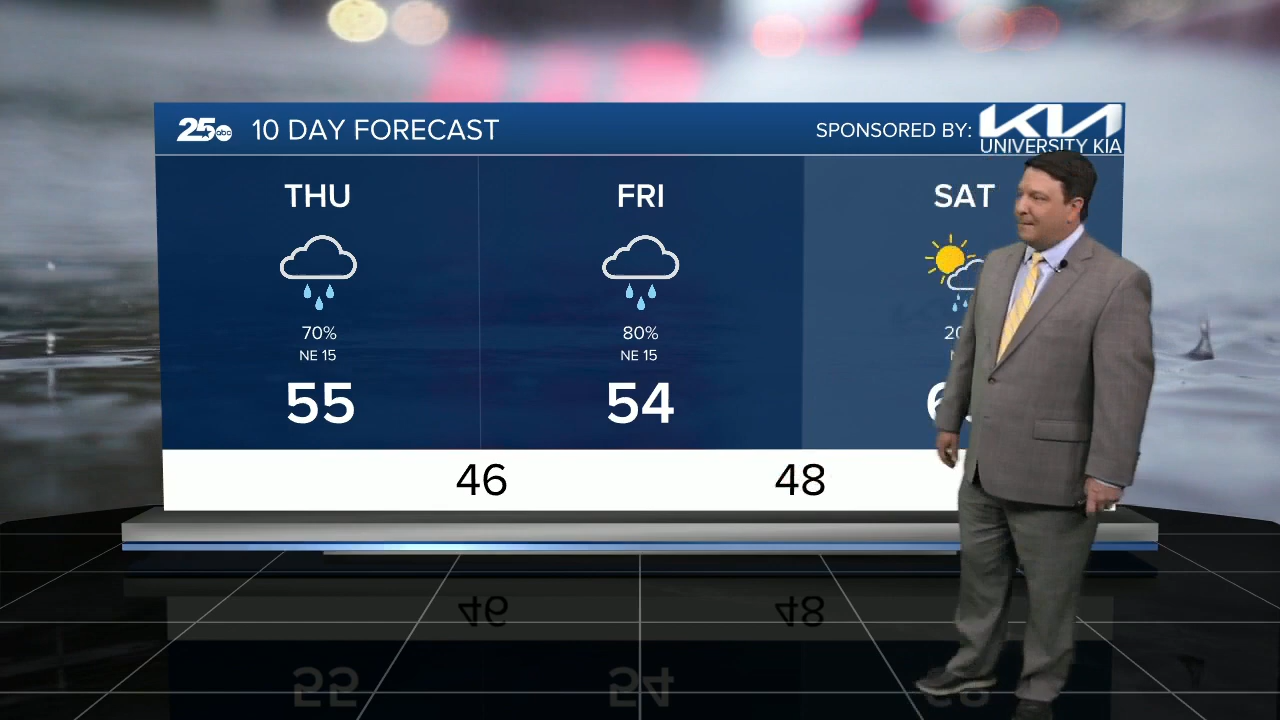 25 abc 10 DAY FORECAST
SPONSORED BY: KIA
UNIVERSITY KIA
THU FRI SAT
70% 80%
NE 15 NE 15
55 54
46 48